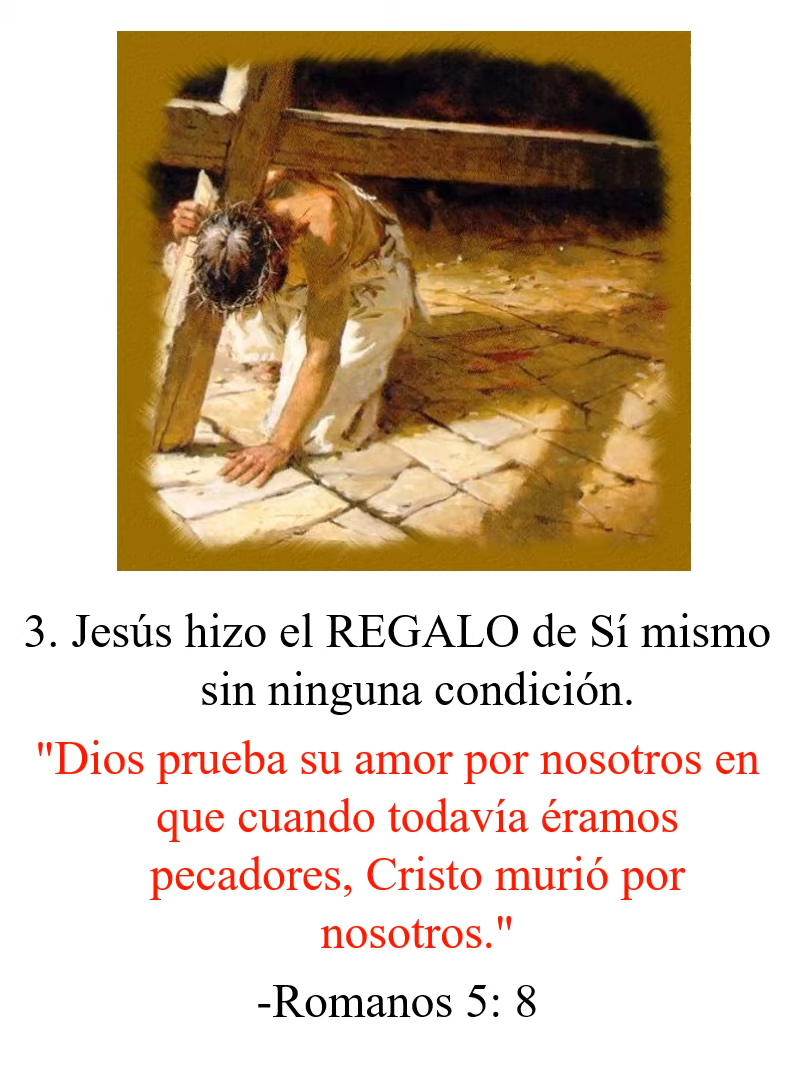 3. Jesús hizo el REGALO de Sí mismo
sin ninguna condición.
"Dios prueba su amor por nosotros en
que cuando todavía éramos
pecadores, Cristo murió por
nosotros."
-Romanos 5: 8